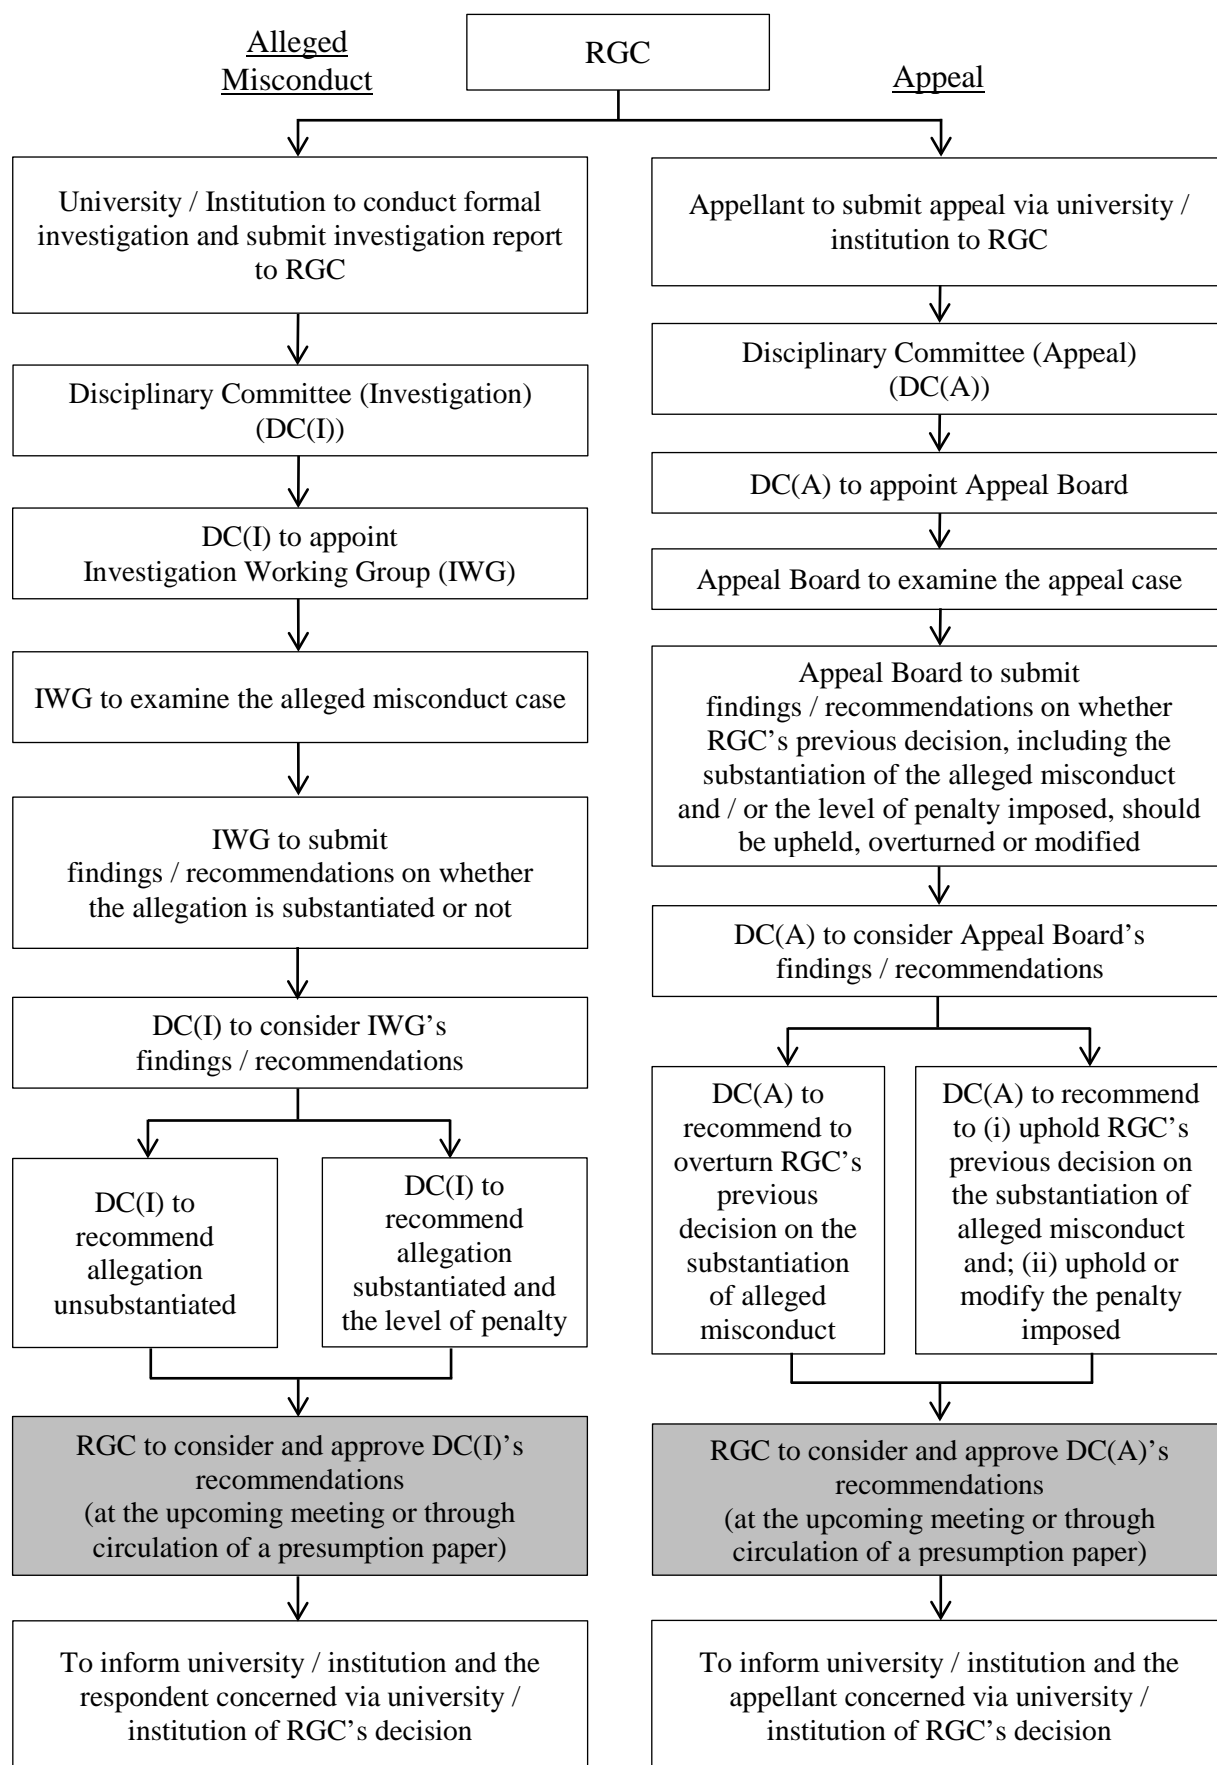 Alleged
Misconduct
RGC
Appeal
University / Institution to conduct formal
investigation and submit investigation report
to RGC
Disciplinary Committee (Investigation)
(DC(I))
DC(I) to appoint
Investigation Working Group (IWG)
IWG to examine the alleged misconduct case
IWG to submit
findings / recommendations on whether
the allegation is substantiated or not
DC(I) to consider IWG’s
findings / recommendations
DC(I) to
recommend
allegation
unsubstantiated
DC(I) to
recommend
allegation
substantiated and
the level of penalty
RGC to consider and approve DC(I)’s
recommendations
(at the upcoming meeting or through
circulation of a presumption paper)
To inform university / institution and the
respondent concerned via university /
institution of RGC’s decision
Appellant to submit appeal via university /
institution to RGC
Disciplinary Committee (Appeal)
(DC(A))
DC(A) to appoint Appeal Board
Appeal Board to examine the appeal case
Appeal Board to submit
findings / recommendations on whether
RGC’s previous decision, including the
substantiation of the alleged misconduct
and / or the level of penalty imposed, should
be upheld, overturned or modified
DC(A) to consider Appeal Board’s
findings / recommendations
DC(A) to
recommend to
overturn RGC’s
previous
decision on the
substantiation
of alleged
misconduct
DC(A) to recommend
to (i) uphold RGC’s
previous decision on
the substantiation of
alleged misconduct
and; (ii) uphold or
modify the penalty
imposed
RGC to consider and approve DC(A)’s
recommendations
(at the upcoming meeting or through
circulation of a presumption paper)
To inform university / institution and the
appellant concerned via university /
institution of RGC’s decision